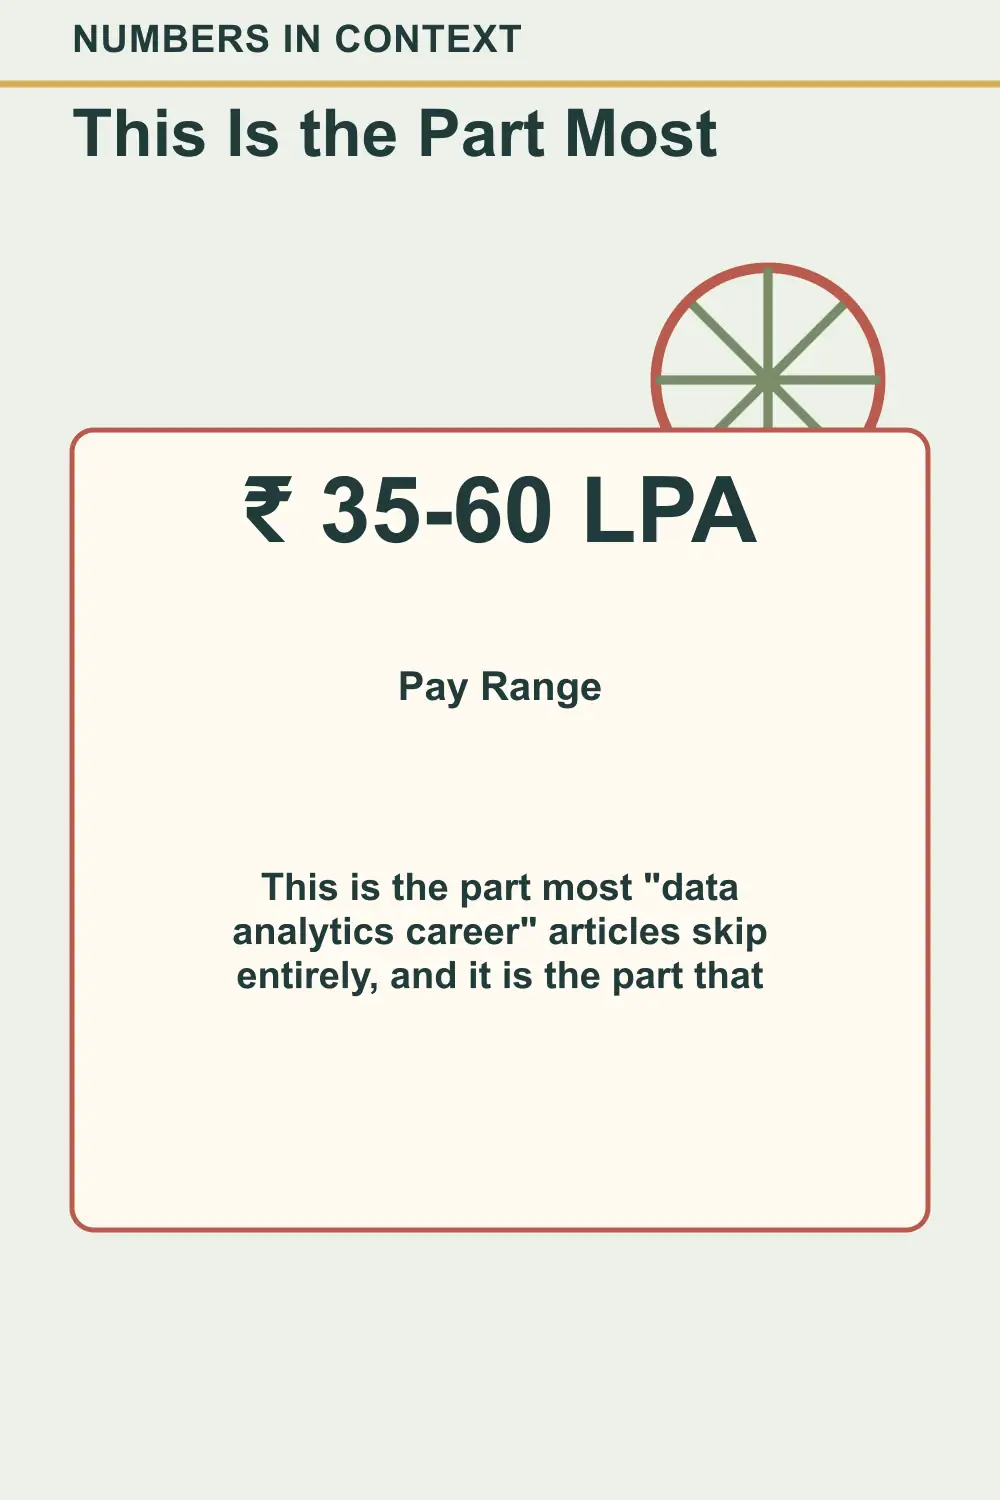 NUMBERS IN CONTEXT
This Is the Part Most
₹ 35-60 LPA
Pay Range
This is the part most "data
analytics career" articles skip
entirely, and it is the part that